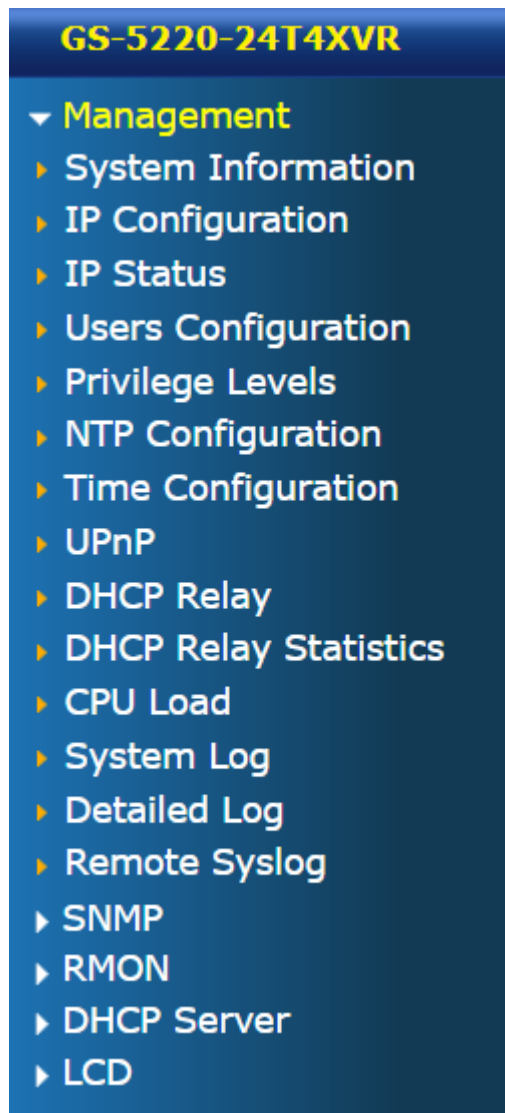 GS-5220-24T4XVR
Management
System Information
IP Configuration
IP Status
Users Configuration
Privilege Levels
NTP Configuration
Time Configuration
UPnP
DHCP Relay
DHCP Relay Statistics
CPU Load
System Log
Detailed Log
Remote Syslog
SNMP
RMON
DHCP Server
LCD